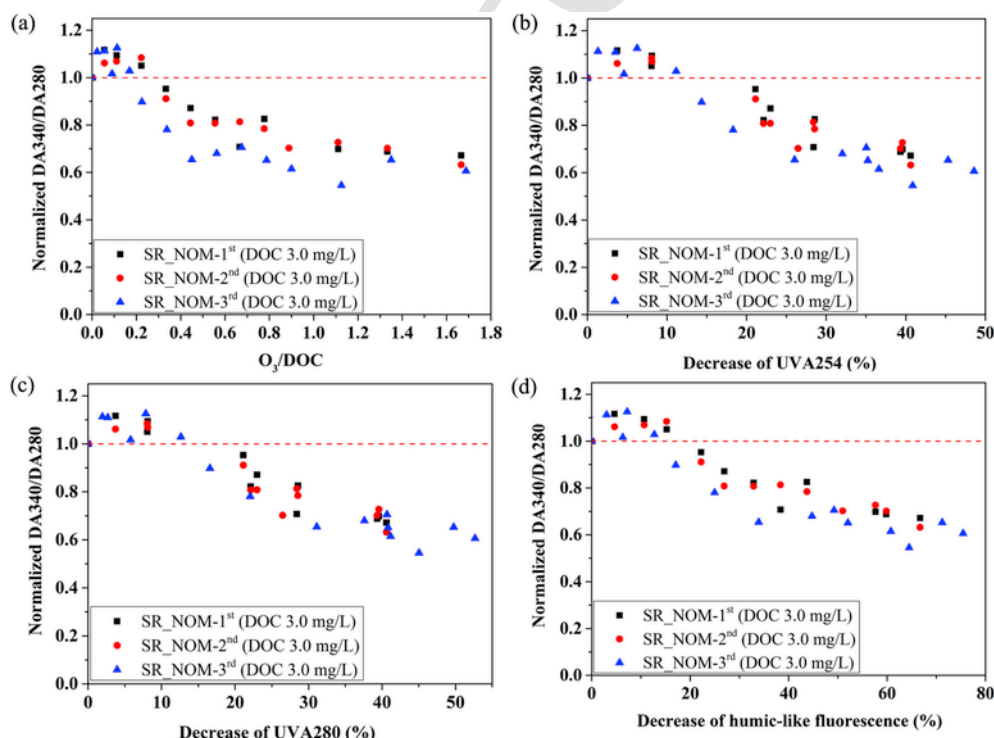 (a)
Normalized DA340/DA280
1.2
1.0
0.8
0.6
0.4
0.2
0.0
SR_NOM-1st (DOC 3.0 mg/L)
SR_NOM-2nd (DOC 3.0 mg/L)
SR_NOM-3rd (DOC 3.0 mg/L)
0.0 0.2 0.4 0.6 0.8 1.0 1.2 1.4 1.6 1.8
O3/DOC
(b)
Normalized DA340/DA280
1.2
1.0
0.8
0.6
0.4
0.2
0.0
SR_NOM-1st (DOC 3.0 mg/L)
SR_NOM-2nd (DOC 3.0 mg/L)
SR_NOM-3rd (DOC 3.0 mg/L)
0 10 20 30 40 50
Decrease of UVA254 (%)
(c)
Normalized DA340/DA280
1.2
1.0
0.8
0.6
0.4
0.2
0.0
SR_NOM-1st (DOC 3.0 mg/L)
SR_NOM-2nd (DOC 3.0 mg/L)
SR_NOM-3rd (DOC 3.0 mg/L)
0 10 20 30 40 50
Decrease of UVA280 (%)
(d)
Normalized DA340/DA280
1.2
1.0
0.8
0.6
0.4
0.2
0.0
SR_NOM-1st (DOC 3.0 mg/L)
SR_NOM-2nd (DOC 3.0 mg/L)
SR_NOM-3rd (DOC 3.0 mg/L)
0 20 40 60 80
Decrease of humic-like fluorescence (%)